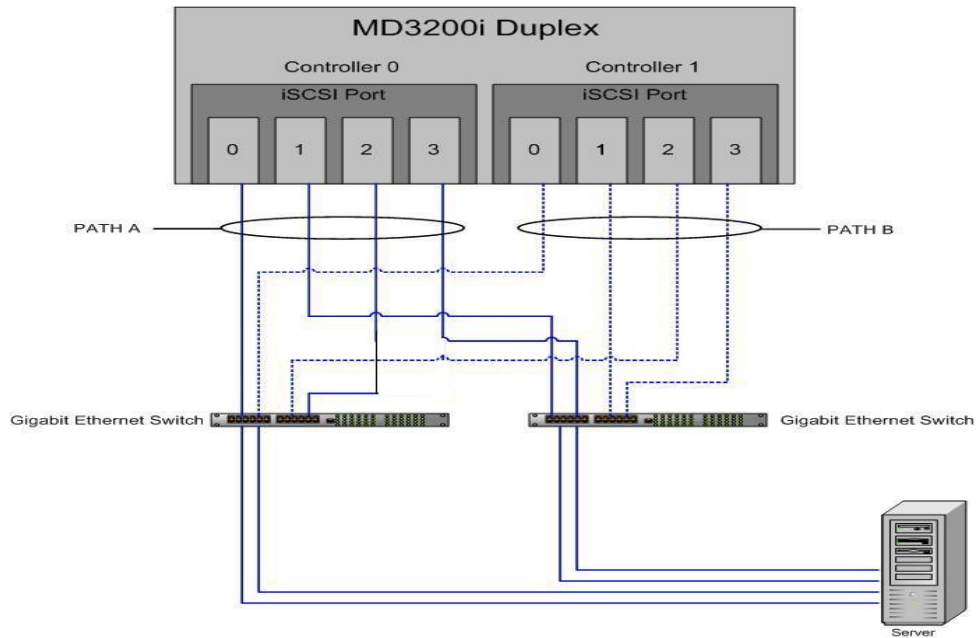 MD3200i Duplex
Controller 0
Controller 1
iSCSI Port
iSCSI Port
0
1
2
3
0
1
2
3
PATH A
PATH B
Gigabit Ethernet Switch
Gigabit Ethernet Switch
Server